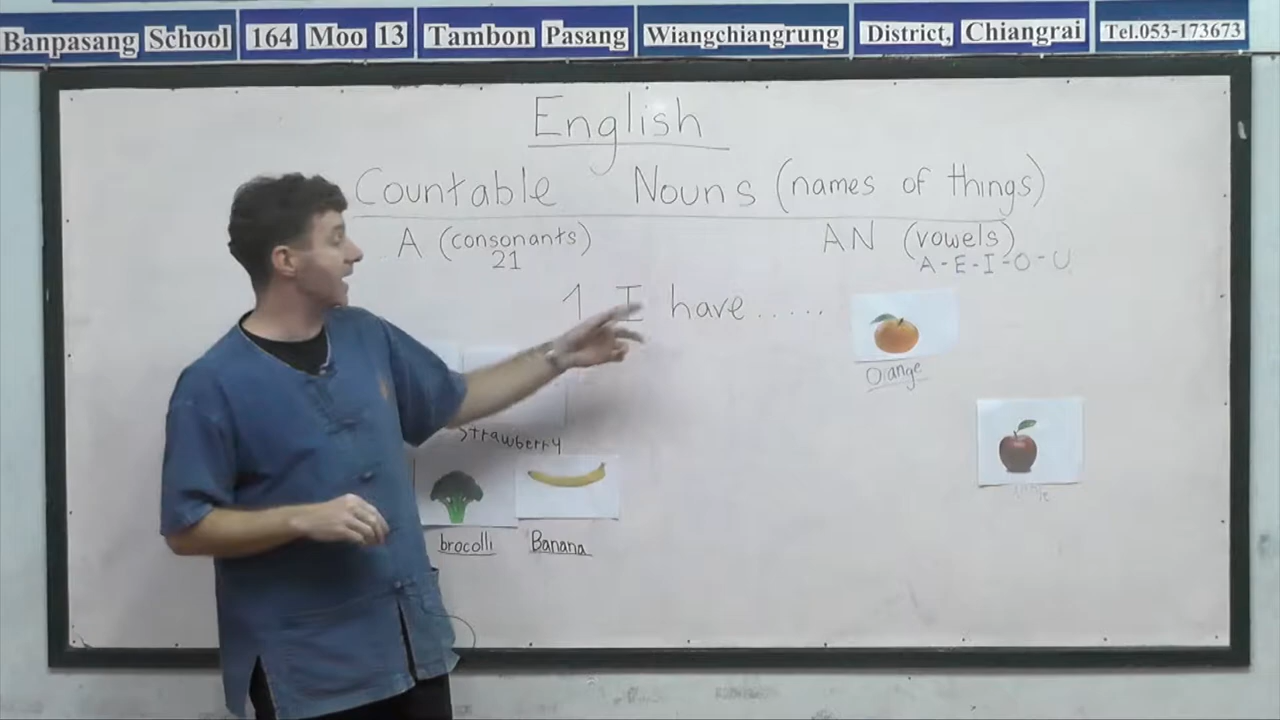 Banpasang School 164 Moo 13 Tambon Pasang Wiangchiangrung District, Chiangrai Tel.053-173673
English
Countable Nouns (names of things)
A (consonants) AN (vowels)
21 A-E-I-O-U
1 I have.....
Orange
Strawberry
brocolli Banana